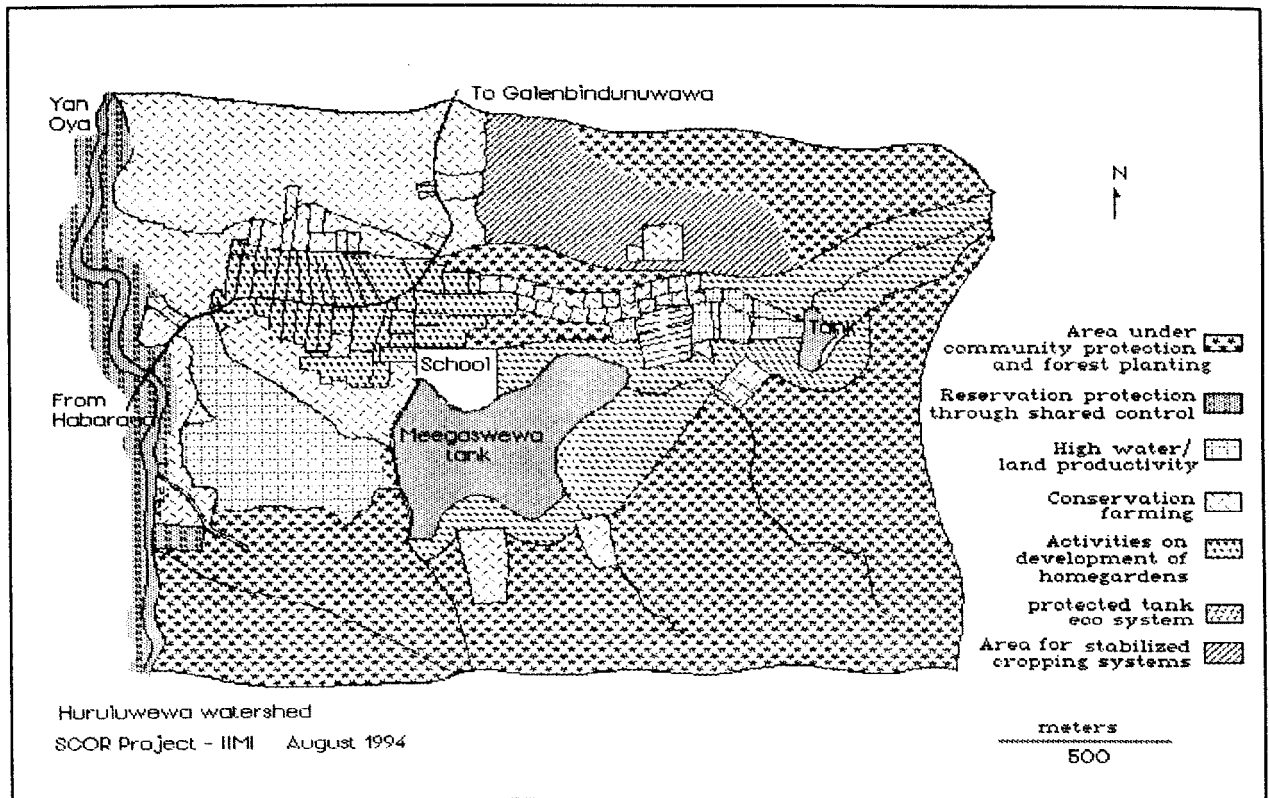 Yan
Oya
To Galenbindunuwawa
N
Tank
School
From
Meegaswewa
tank
Area under
community protection
and forest planting
Reservation protection
through shared control
High water/
land productivity
Conservation
farming
Activities on
development of
homegardens
protected tank
eco system
Area for stabilized
cropping systems
Huruluwewa watershed
SCOR Project - IIMI August 1994
meters
500